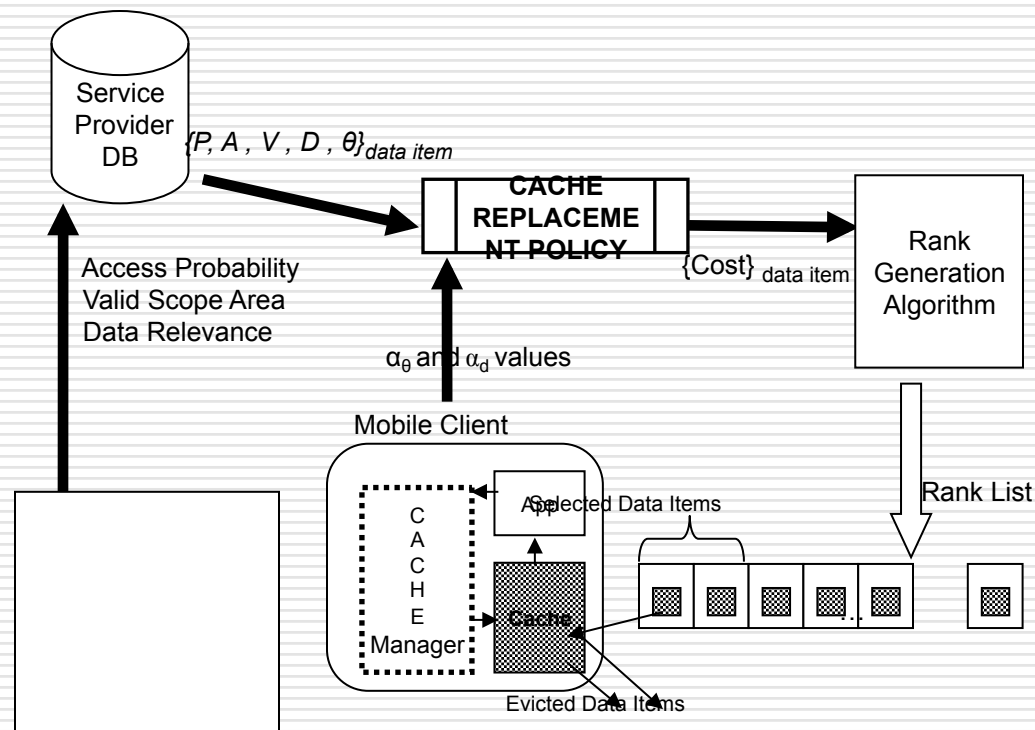 Service
Provider
DB
{P, A , V , D , θ}data item
CACHE
REPLACEME
NT POLICY
{Cost} data item
Rank
Generation
Algorithm
Access Probability
Valid Scope Area
Data Relevance
αθ and αd values
Mobile Client
C
A
C
H
E
Manager
App
Selected Data Items
Cache
Rank List
...
Evicted Data Items